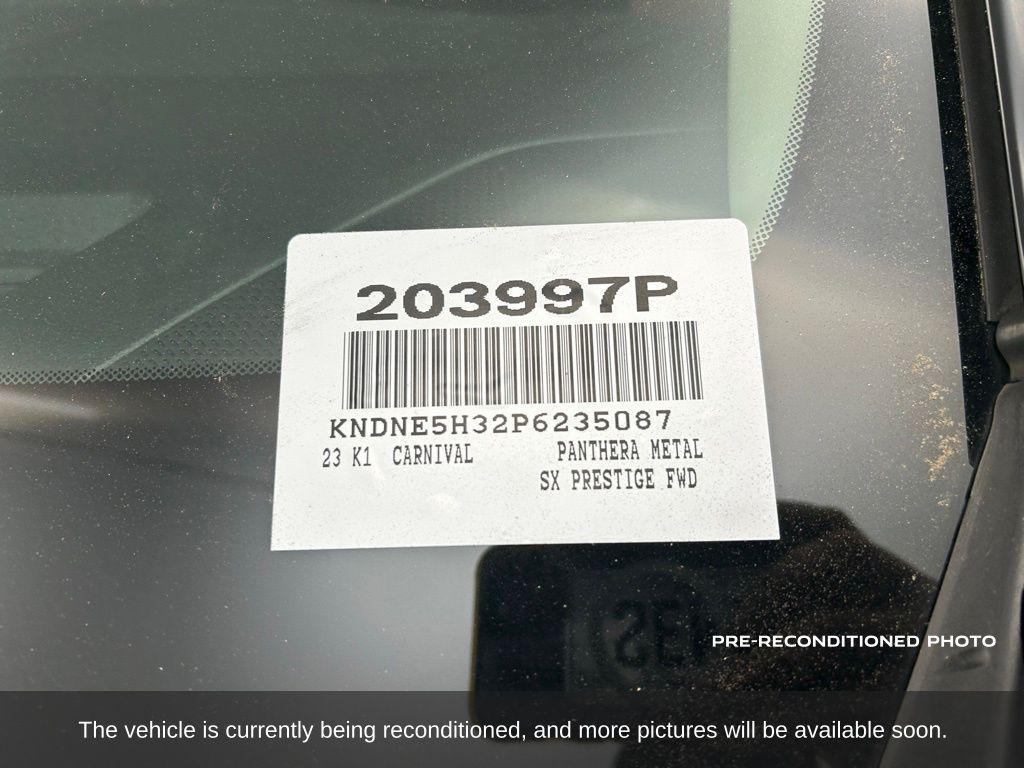 203997P
KNDNE5H32P6235087
23 K1 CARNIVAL PANTHERA METAL
SX PRESTIGE FWD
PRE-RECONDITIONED PHOTO
The vehicle is currently being reconditioned, and more pictures will be available soon.